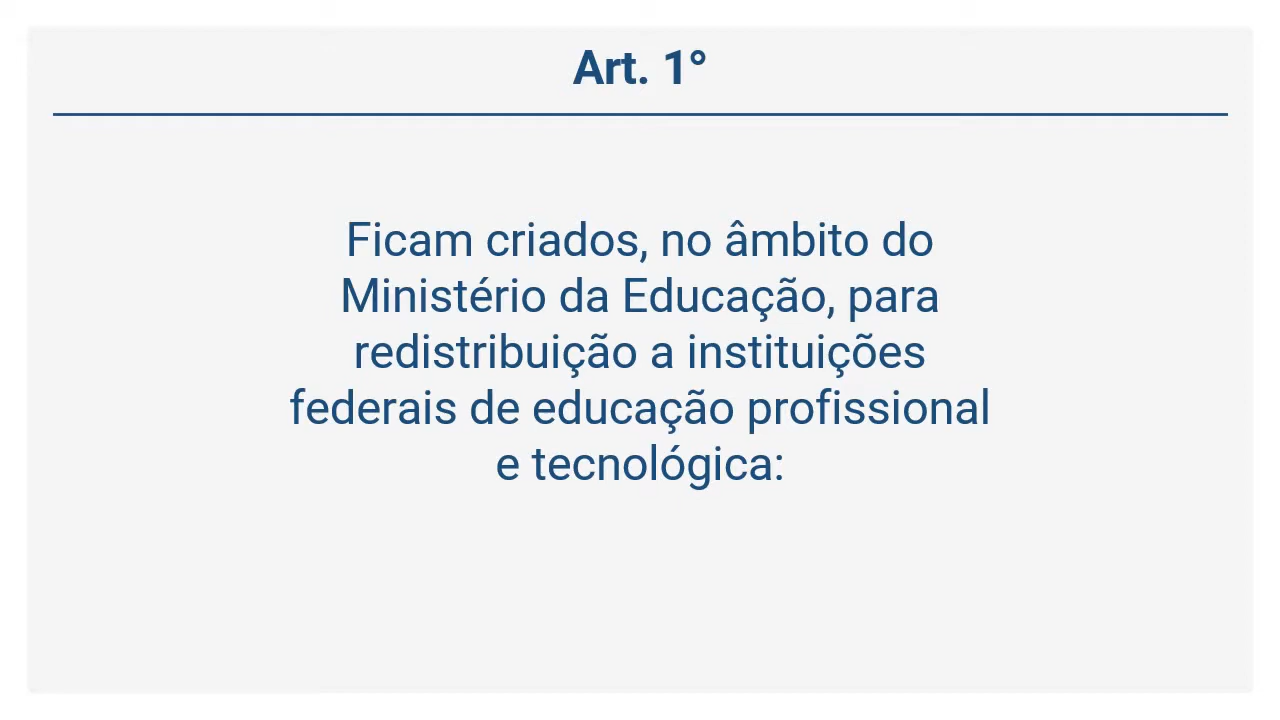 Art. 1°
Ficam criados, no âmbito do
Ministério da Educação, para
redistribuição a instituições
federais de educação profissional
e tecnológica: